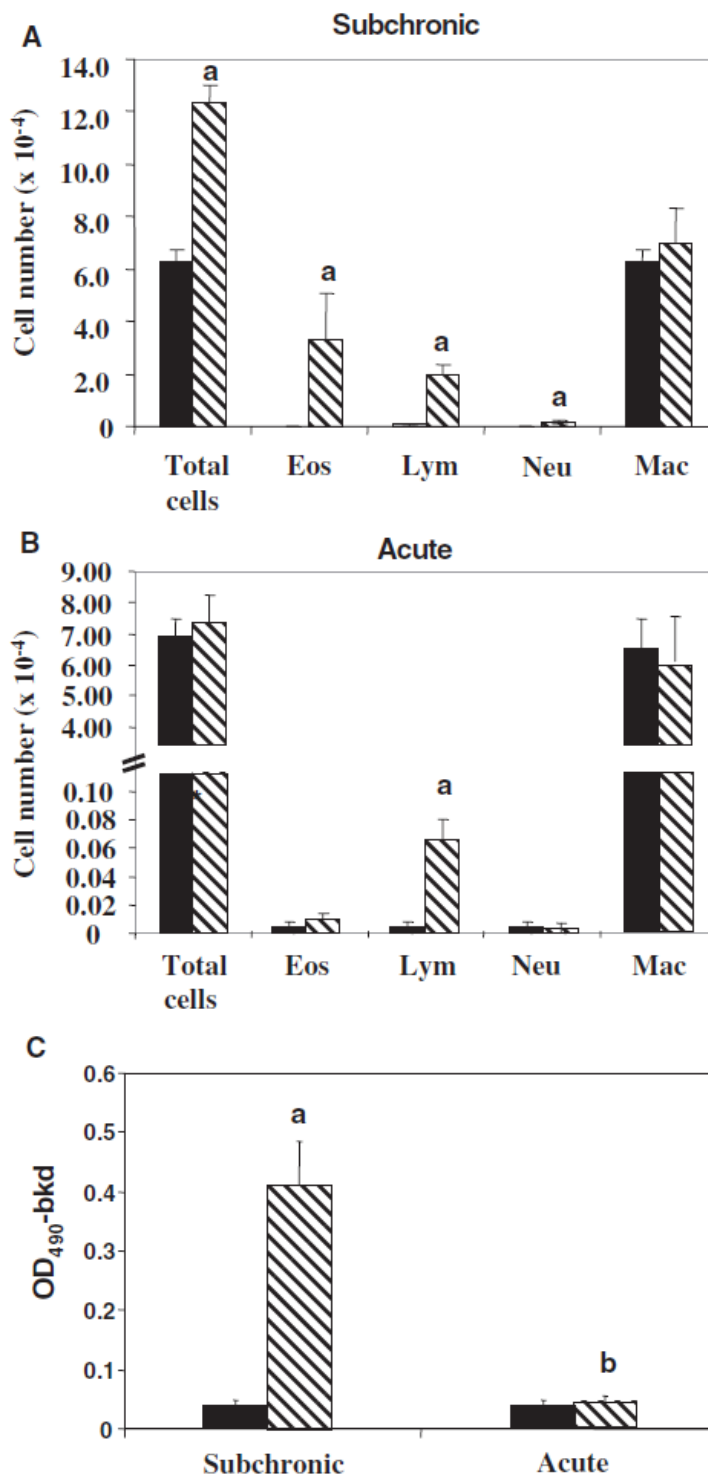 A
Subchronic
14.0
12.0
10.0
8.0
6.0
4.0
2.0
0
Cell number (x 10⁻⁴)
a
a
a
a
Total cells
Eos
Lym
Neu
Mac
B
Acute
9.00
8.00
7.00
6.00
5.00
4.00
0.10
0.08
0.06
0.04
0.02
0
Cell number (x 10⁻⁴)
*
a
Total cells
Eos
Lym
Neu
Mac
C
0.6
0.5
0.4
0.3
0.2
0.1
0
OD₄₉₀-bkd
a
b
Subchronic
Acute